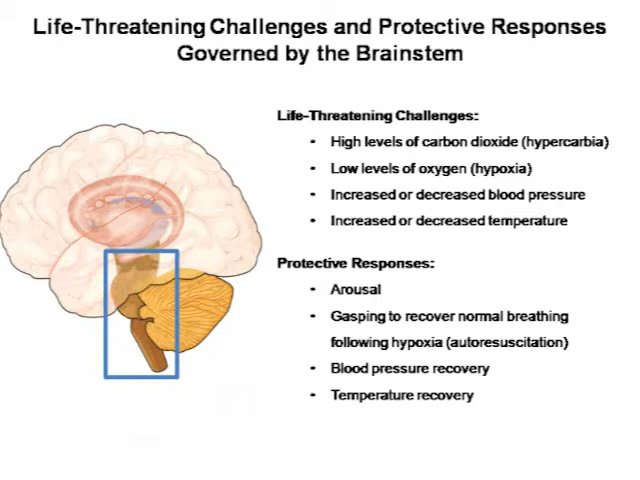 Life-Threatening Challenges and Protective Responses
Governed by the Brainstem
Life-Threatening Challenges:
• High levels of carbon dioxide (hypercarbia)
• Low levels of oxygen (hypoxia)
• Increased or decreased blood pressure
• Increased or decreased temperature
Protective Responses:
• Arousal
• Gasping to recover normal breathing
following hypoxia (autoresuscitation)
• Blood pressure recovery
• Temperature recovery